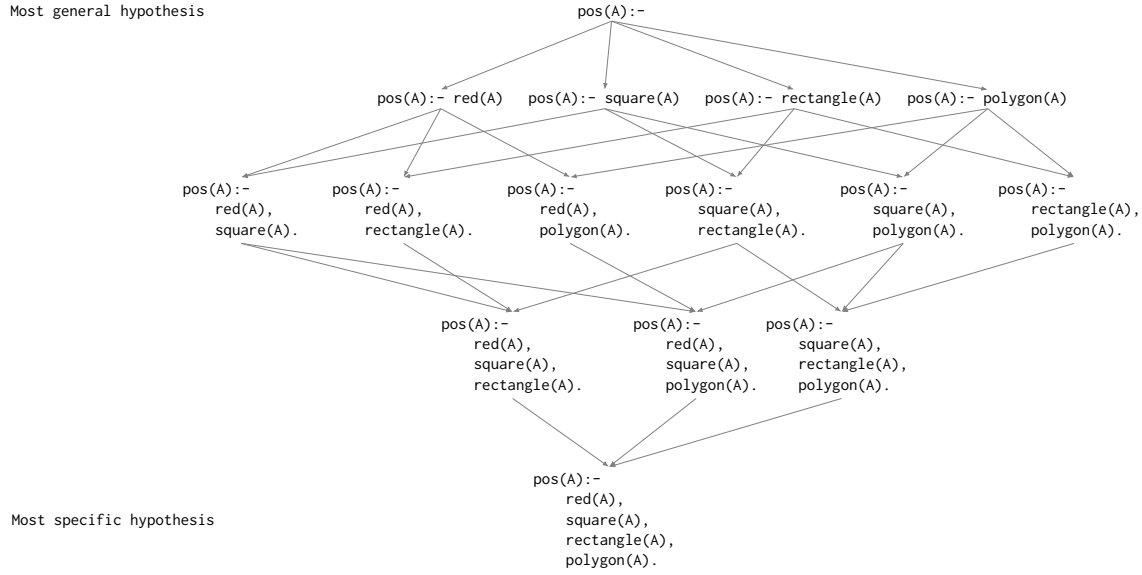 Most general hypothesis
pos(A):-
pos(A):- red(A)
pos(A):- square(A)
pos(A):- rectangle(A)
pos(A):- polygon(A)
pos(A):-
red(A),
square(A).
pos(A):-
red(A),
rectangle(A).
pos(A):-
red(A),
polygon(A).
pos(A):-
square(A),
rectangle(A).
pos(A):-
square(A),
polygon(A).
pos(A):-
rectangle(A),
polygon(A).
pos(A):-
red(A),
square(A),
rectangle(A).
pos(A):-
red(A),
square(A),
polygon(A).
pos(A):-
square(A),
rectangle(A),
polygon(A).
pos(A):-
red(A),
square(A),
rectangle(A),
polygon(A).
Most specific hypothesis